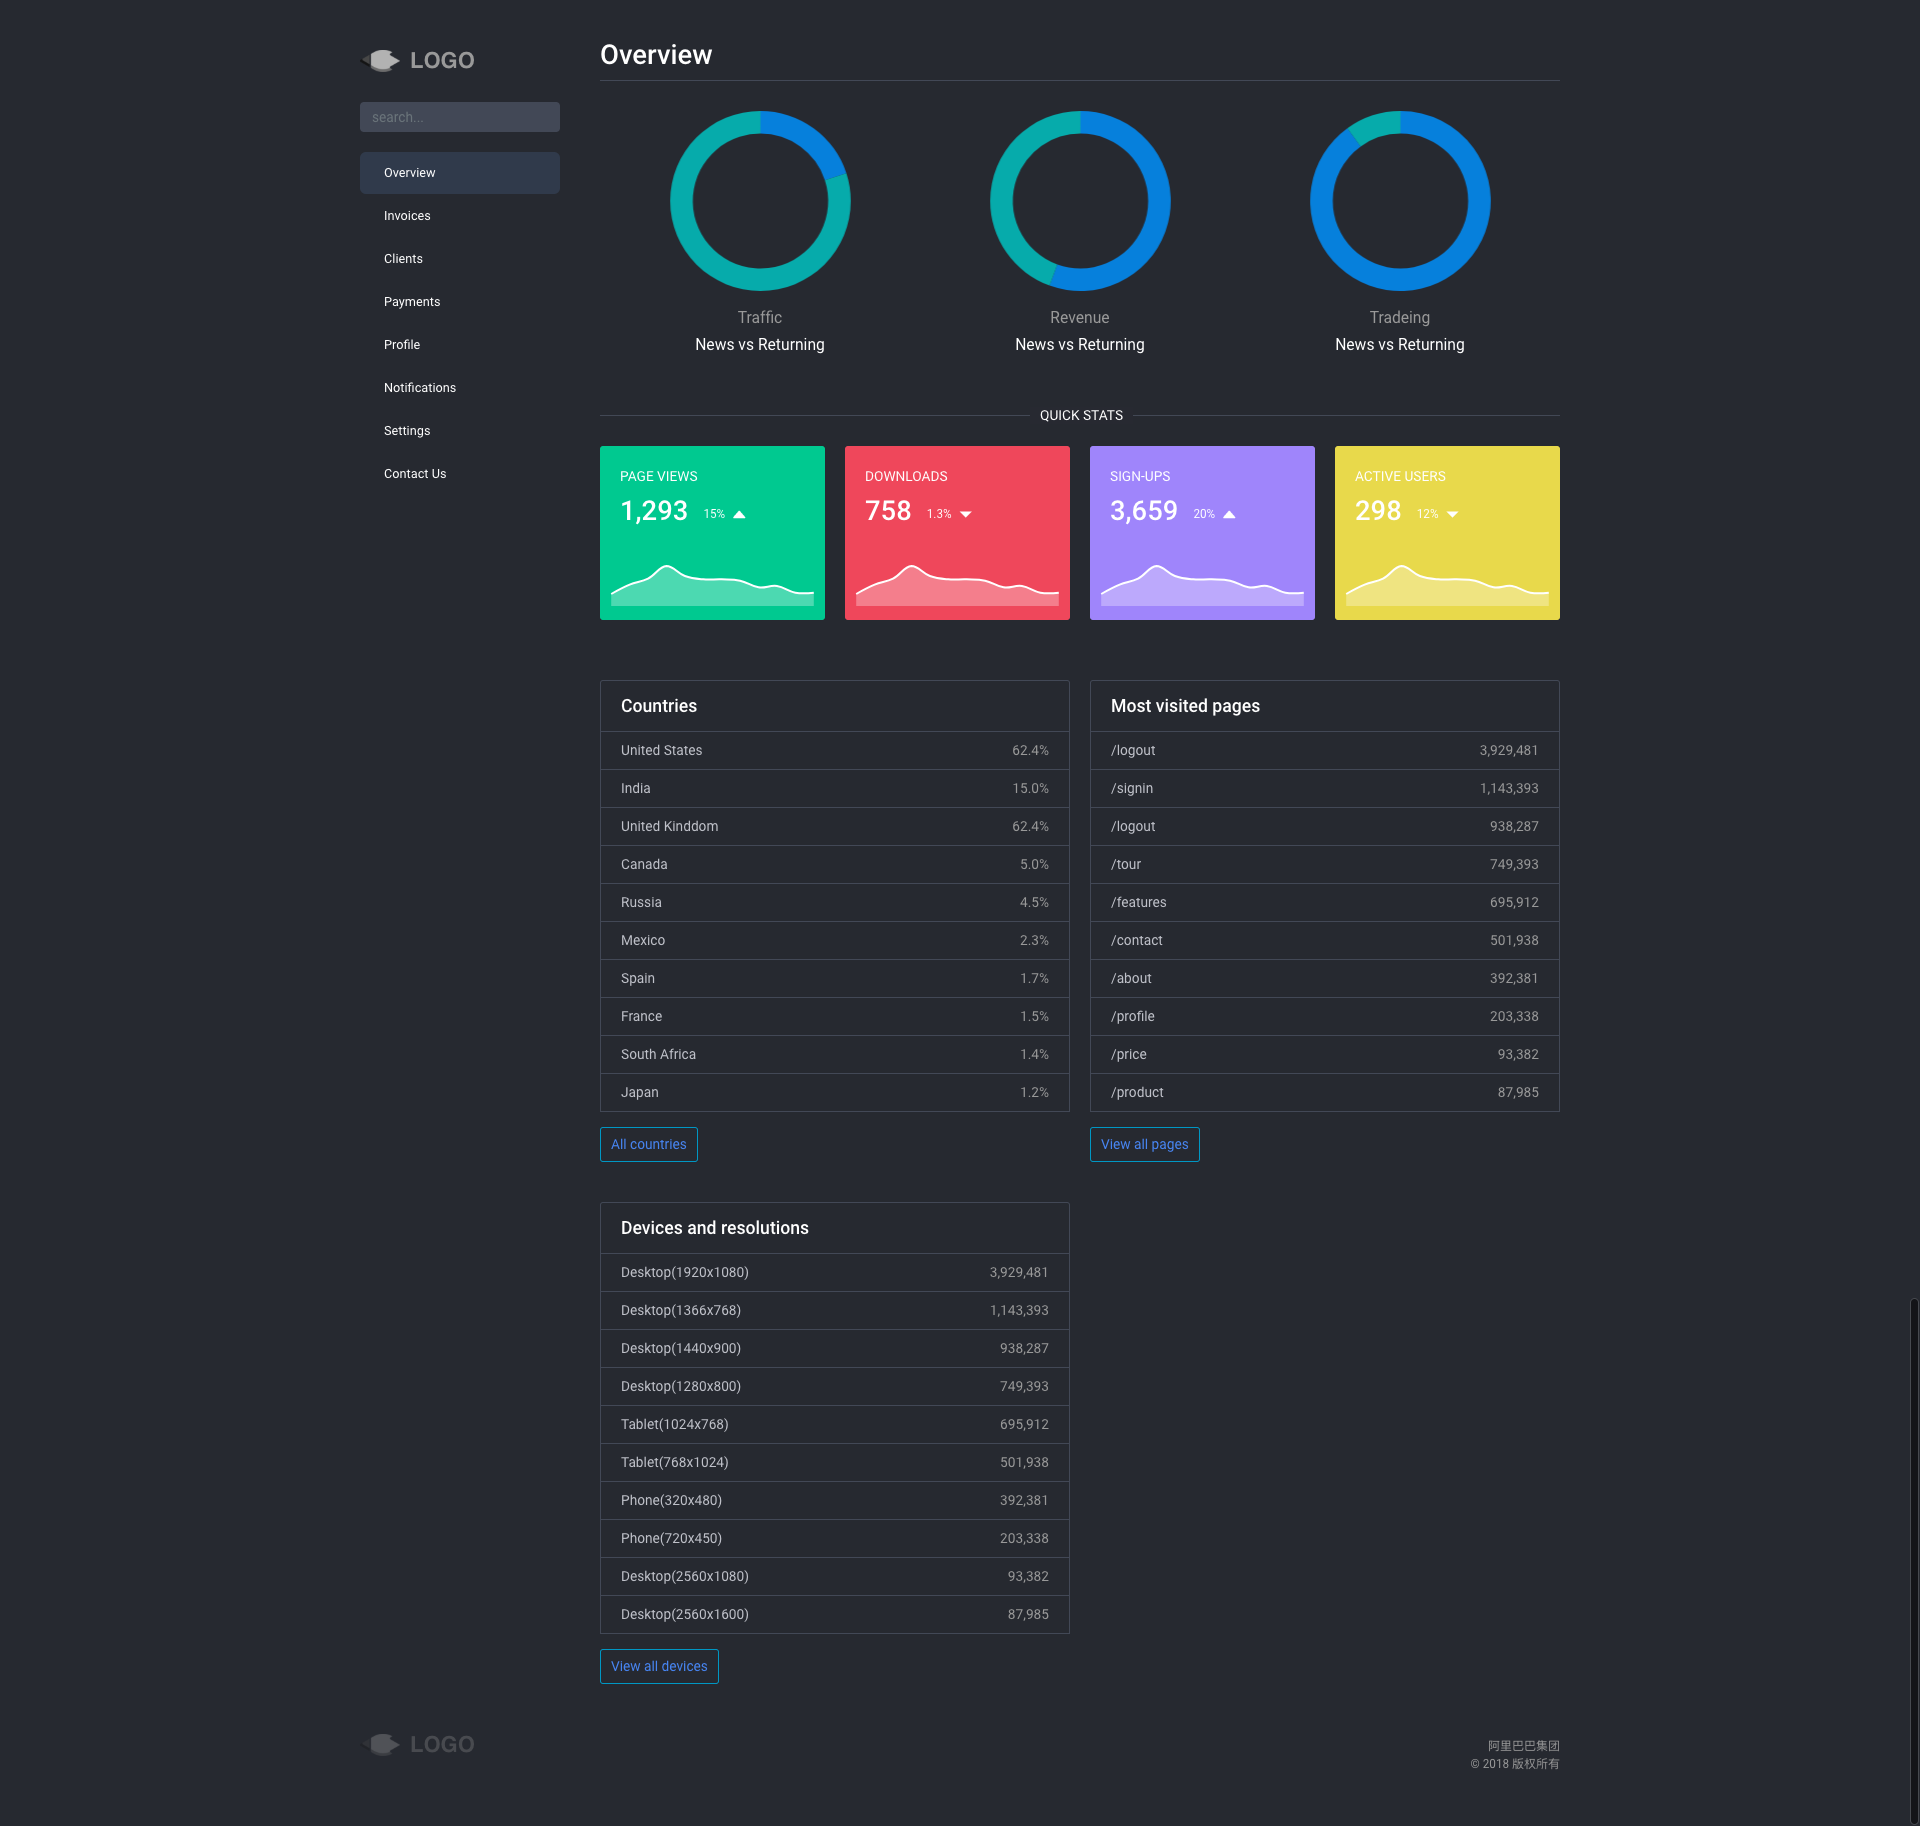 LOGO
search...
Overview
Invoices
Clients
Payments
Profile
Notifications
Settings
Contact Us
Overview
Traffic
News vs Returning
Revenue
News vs Returning
Tradeing
News vs Returning
QUICK STATS
PAGE VIEWS
1,293 15%
DOWNLOADS
758 1.3%
SIGN-UPS
3,659 20%
ACTIVE USERS
298 12%
Countries
United States 62.4%
India 15.0%
United Kinddom 62.4%
Canada 5.0%
Russia 4.5%
Mexico 2.3%
Spain 1.7%
France 1.5%
South Africa 1.4%
Japan 1.2%
All countries
Most visited pages
/logout 3,929,481
/signin 1,143,393
/logout 938,287
/tour 749,393
/features 695,912
/contact 501,938
/about 392,381
/profile 203,338
/price 93,382
/product 87,985
View all pages
Devices and resolutions
Desktop(1920x1080) 3,929,481
Desktop(1366x768) 1,143,393
Desktop(1440x900) 938,287
Desktop(1280x800) 749,393
Tablet(1024x768) 695,912
Tablet(768x1024) 501,938
Phone(320x480) 392,381
Phone(720x450) 203,338
Desktop(2560x1080) 93,382
Desktop(2560x1600) 87,985
View all devices
LOGO
阿里巴巴集团
© 2018 版权所有